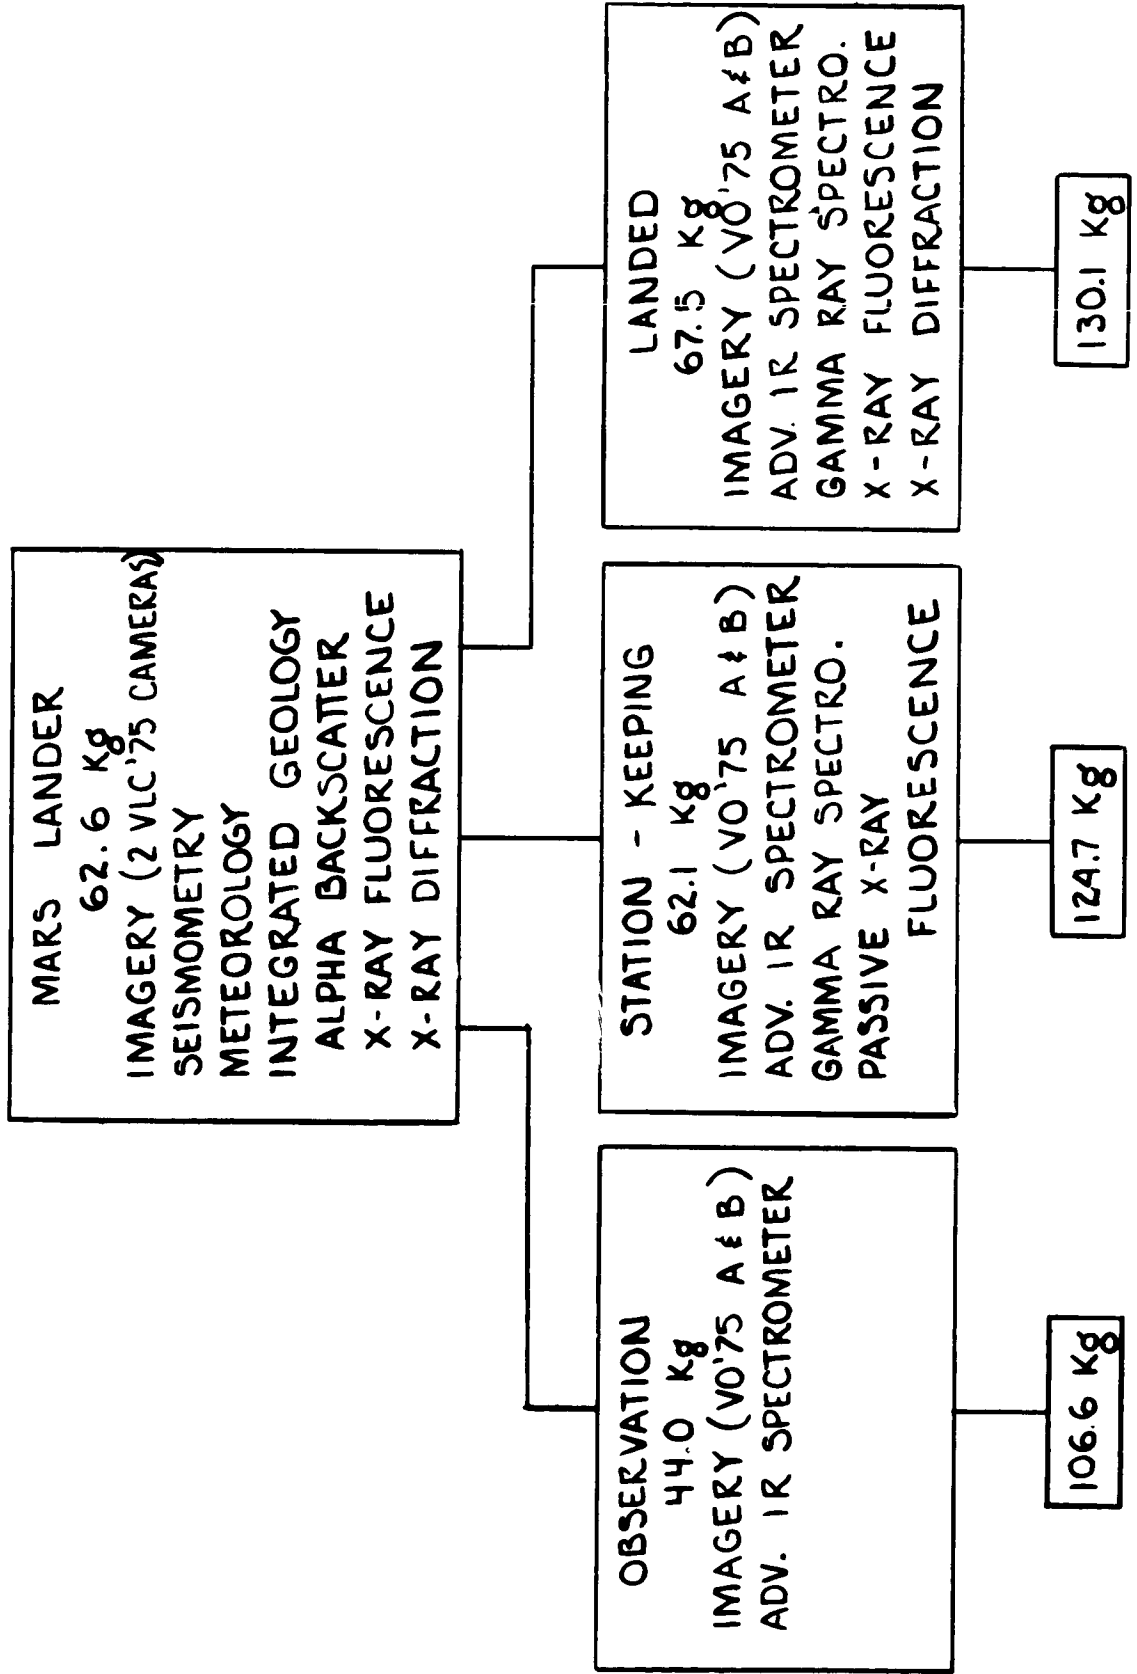 MARS LANDER
62.6 Kg
IMAGERY (2 VLC'75 CAMERAS)
SEISMOMETRY
METEOROLOGY
INTEGRATED GEOLOGY
ALPHA BACKSCATTER
X-RAY FLUORESCENCE
X-RAY DIFFRACTION
OBSERVATION
44.0 Kg
IMAGERY (VO'75 A & B)
ADV. IR SPECTROMETER
106.6 Kg
STATION - KEEPING
62.1 Kg
IMAGERY (VO'75 A & B)
ADV. IR SPECTROMETER
GAMMA RAY SPECTRO.
PASSIVE X-RAY
FLUORESCENCE
124.7 Kg
LANDED
67.5 Kg
IMAGERY (VO'75 A & B)
ADV. IR SPECTROMETER
GAMMA RAY SPECTRO.
X-RAY FLUORESCENCE
X-RAY DIFFRACTION
130.1 Kg